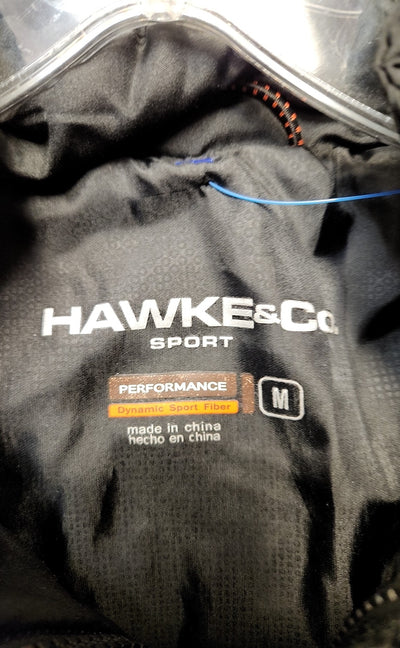 HAWKE&Co.
SPORT
PERFORMANCE
M
Dynamic Sport Fiber
made in china
hecho en china